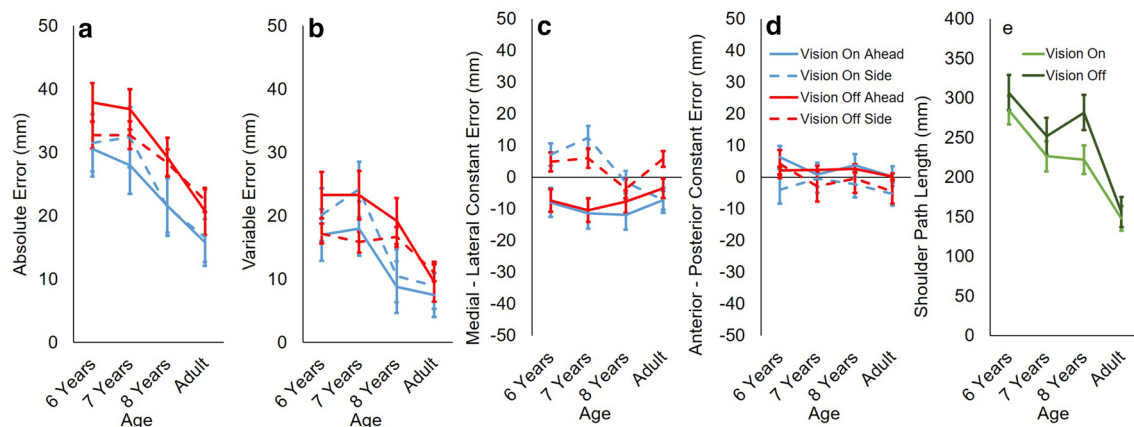 a
Absolute Error (mm)
50
40
30
20
10
0
6 Years
7 Years
8 Years
Adult
Age
b
Variable Error (mm)
50
40
30
20
10
0
6 Years
7 Years
8 Years
Adult
Age
c
Medial - Lateral Constant Error (mm)
50
40
30
20
10
0
-10
-20
-30
-40
-50
6 Years
7 Years
8 Years
Adult
Age
d
Anterior - Posterior Constant Error (mm)
50
40
30
20
10
0
-10
-20
-30
-40
-50
Vision On Ahead
Vision On Side
Vision Off Ahead
Vision Off Side
6 Years
7 Years
8 Years
Adult
Age
e
Shoulder Path Length (mm)
400
350
300
250
200
150
100
50
0
Vision On
Vision Off
6 Years
7 Years
8 Years
Adult
Age